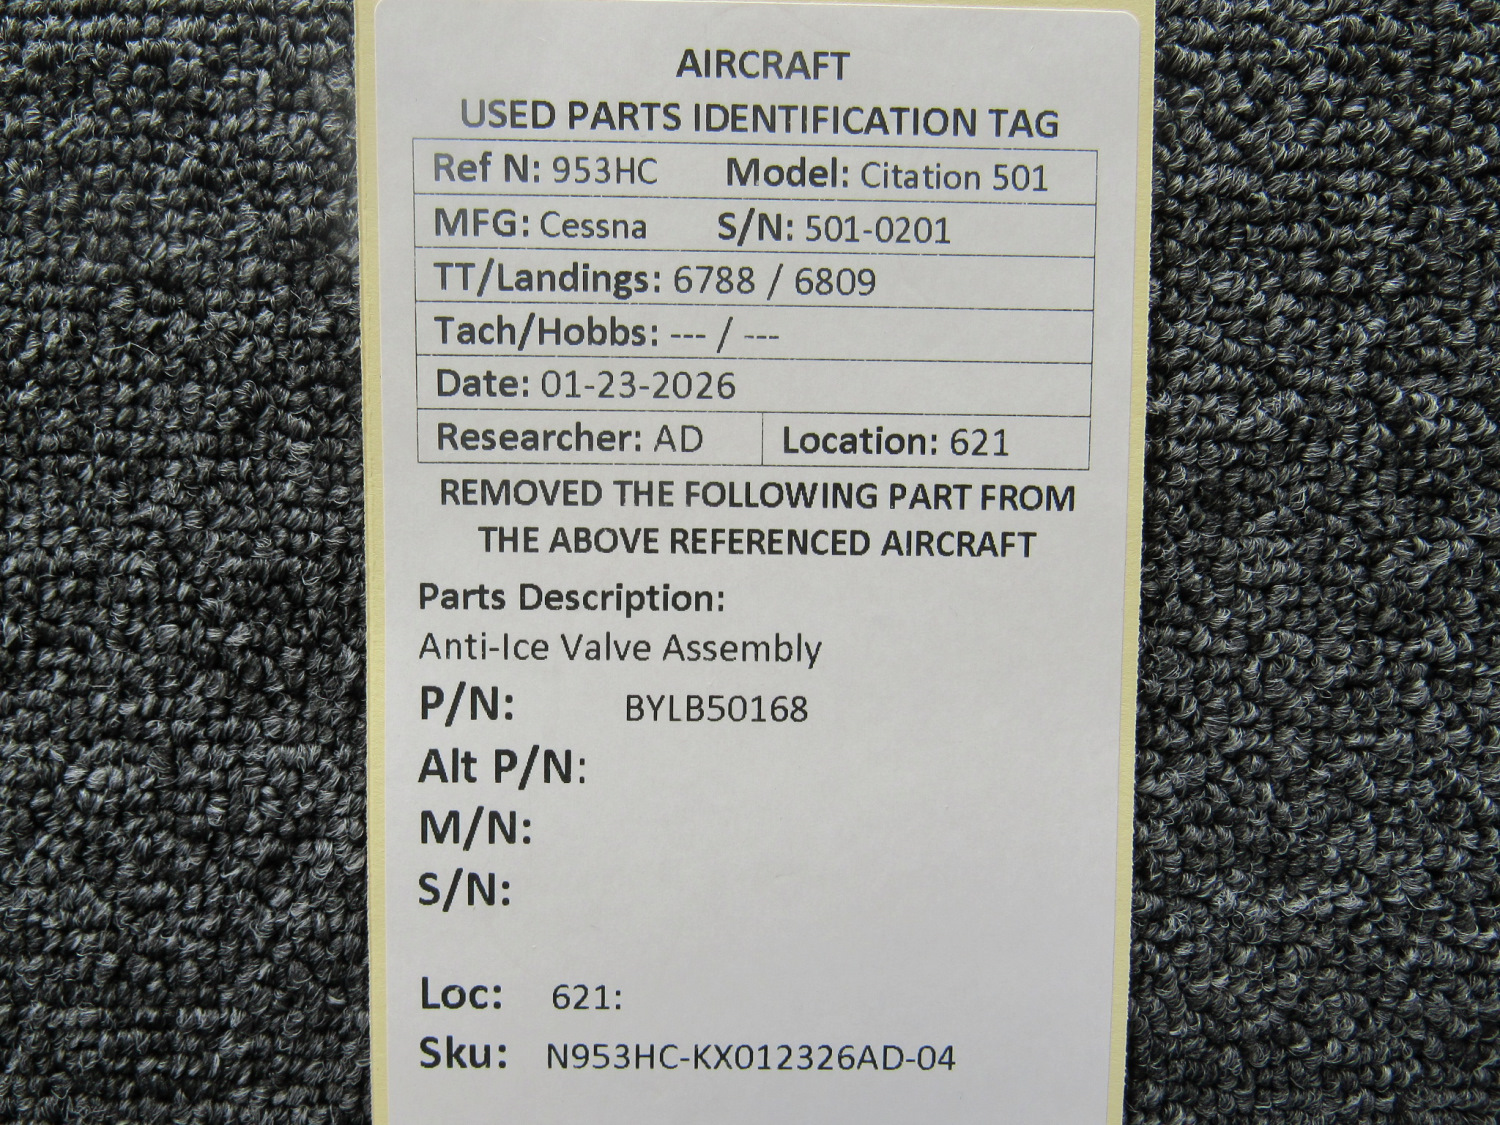 AIRCRAFT
USED PARTS IDENTIFICATION TAG
Ref N: 953HC Model: Citation 501
MFG: Cessna S/N: 501-0201
TT/Landings: 6788 / 6809
Tach/Hobbs: --- / ---
Date: 01-23-2026
Researcher: AD Location: 621
REMOVED THE FOLLOWING PART FROM
THE ABOVE REFERENCED AIRCRAFT
Parts Description:
Anti-Ice Valve Assembly
P/N: BYLB50168
Alt P/N:
M/N:
S/N:
Loc: 621:
Sku: N953HC-KX012326AD-04